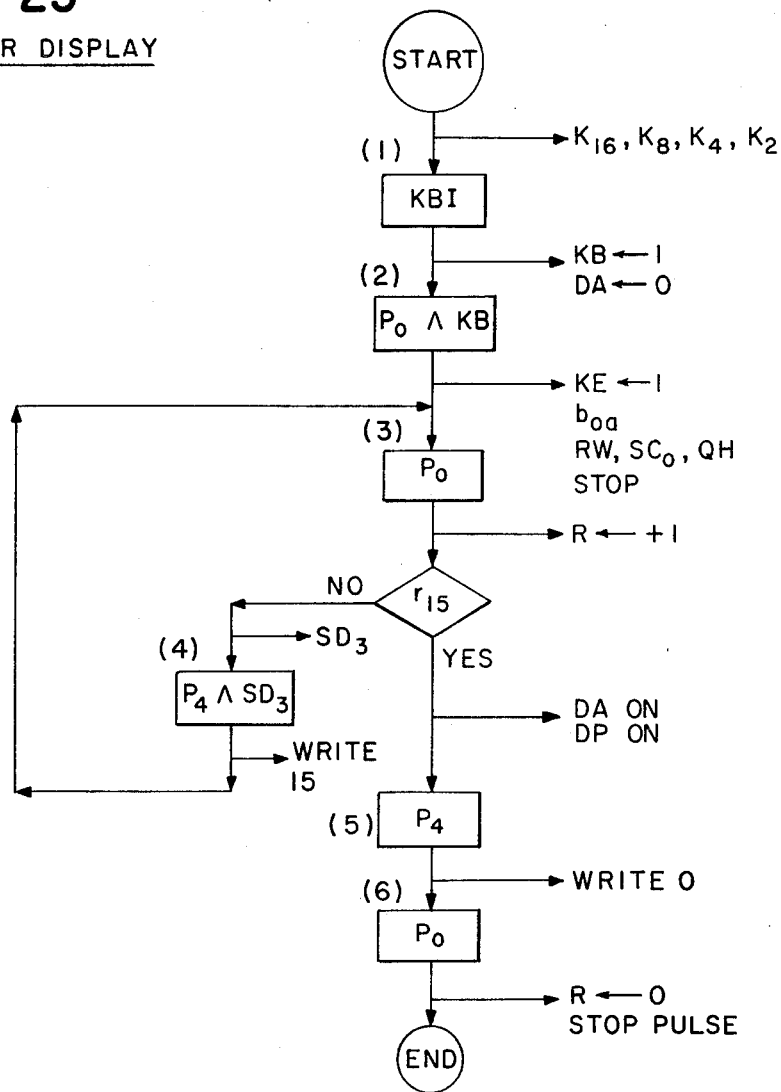 R DISPLAY
START
K16, K8, K4, K2
(1)
KBI
KB ← 1
DA ← 0
(2)
P0 Λ KB
KE ← 1
b0a
RW, SC0, QH
STOP
(3)
P0
R ← +1
NO
r15
YES
SD3
(4)
P4 Λ SD3
WRITE
15
DA ON
DP ON
(5)
P4
WRITE 0
(6)
P0
R ← 0
STOP PULSE
END